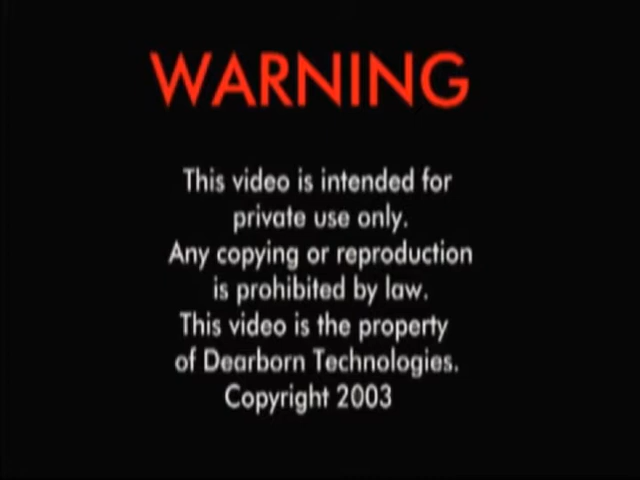 WARNING
This video is intended for
private use only.
Any copying or reproduction
is prohibited by law.
This video is the property
of Dearborn Technologies.
Copyright 2003